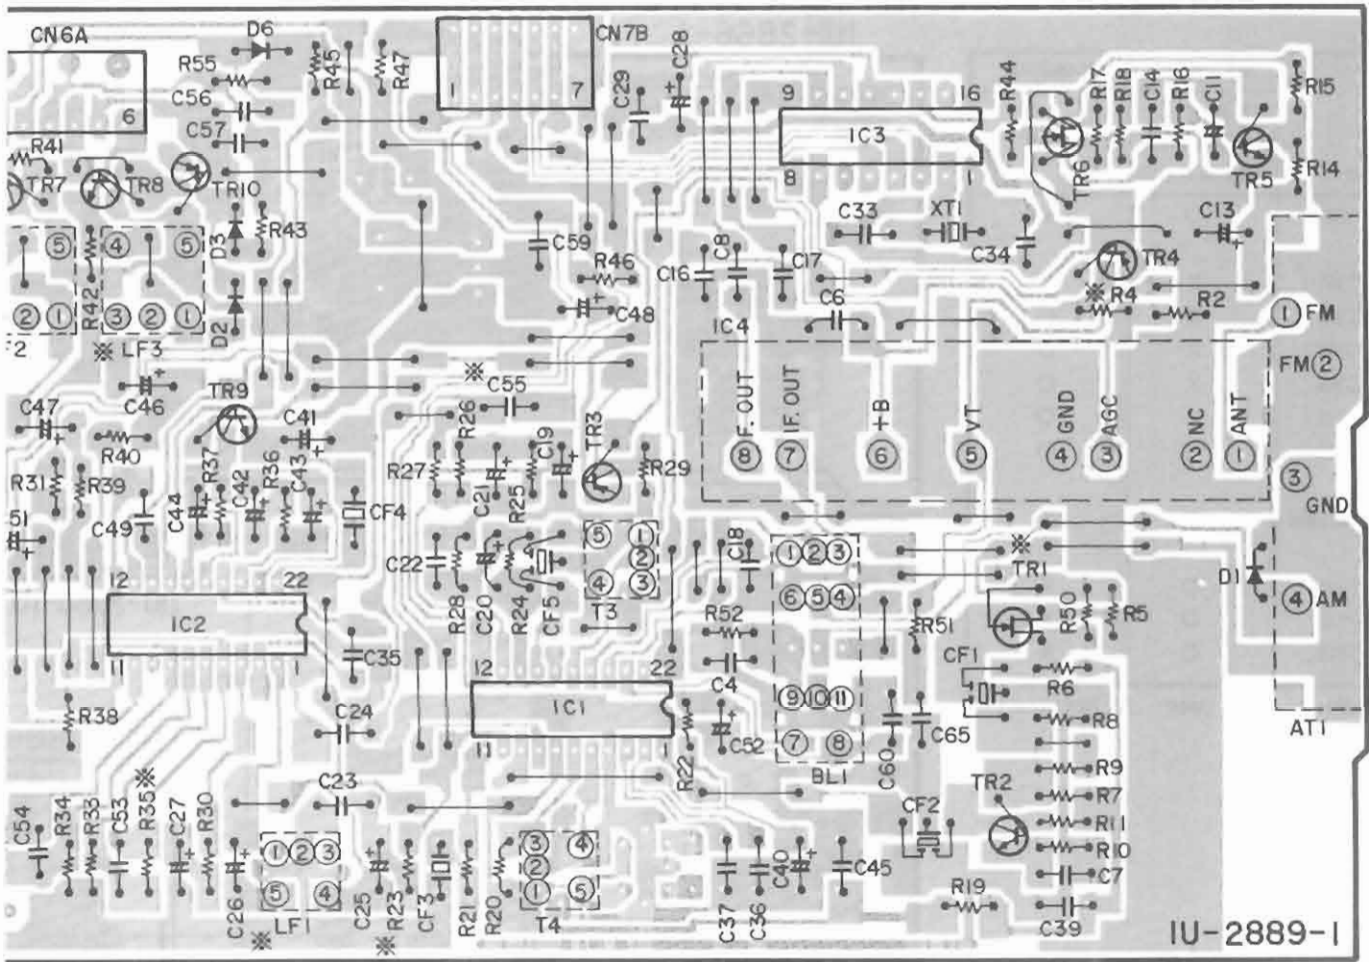 CN6A
D6
R55
C56
C57
R45
R47
6
R41
TR7
TR8
TR10
CN7B
1
7
C29
C28
9
16
IC3
8
1
R44
TR6
R17
R18
C14
R16
C11
TR5
R15
R14
C33
XT1
C34
TR4
C13
※
R4
R2
5
2
1
F2
R42
4
5
3
2
1
※ LF3
D3
D2
R43
C59
R46
C48
C16
C8
C17
C6
IC4
F. OUT
IF. OUT
+B
VT
GND
AGC
NC
ANT
8
7
6
5
4
3
2
1
1 FM
FM 2
3
GND
4 AM
AT1
C47
C46
TR9
C41
R40
R31
R39
C49
C44
R37
C42
R36
C43
CF4
51
※
C55
R26
R27
C21
R25
C19
TR3
R29
C22
R28
C20
R24
CF5
5
1
2
4
3
T3
C18
1 2 3
6 5 4
9 10 11
7
8
BL1
R52
C4
C52
R22
R51
C60
C65
※
TR1
D1
R50
R5
CF1
R6
R8
R9
R7
R11
R10
C7
C39
TR2
CF2
R19
12
22
IC2
11
1
C35
R38
C24
C23
12
22
IC1
11
1
C54
R34
R33
C53
R35
※
C27
R30
C26
1 2 3
5
4
※ LF1
C25
R23
※
CF3
R21
R20
3
4
2
1
5
T4
C37
C36
C40
C45
1U-2889-1